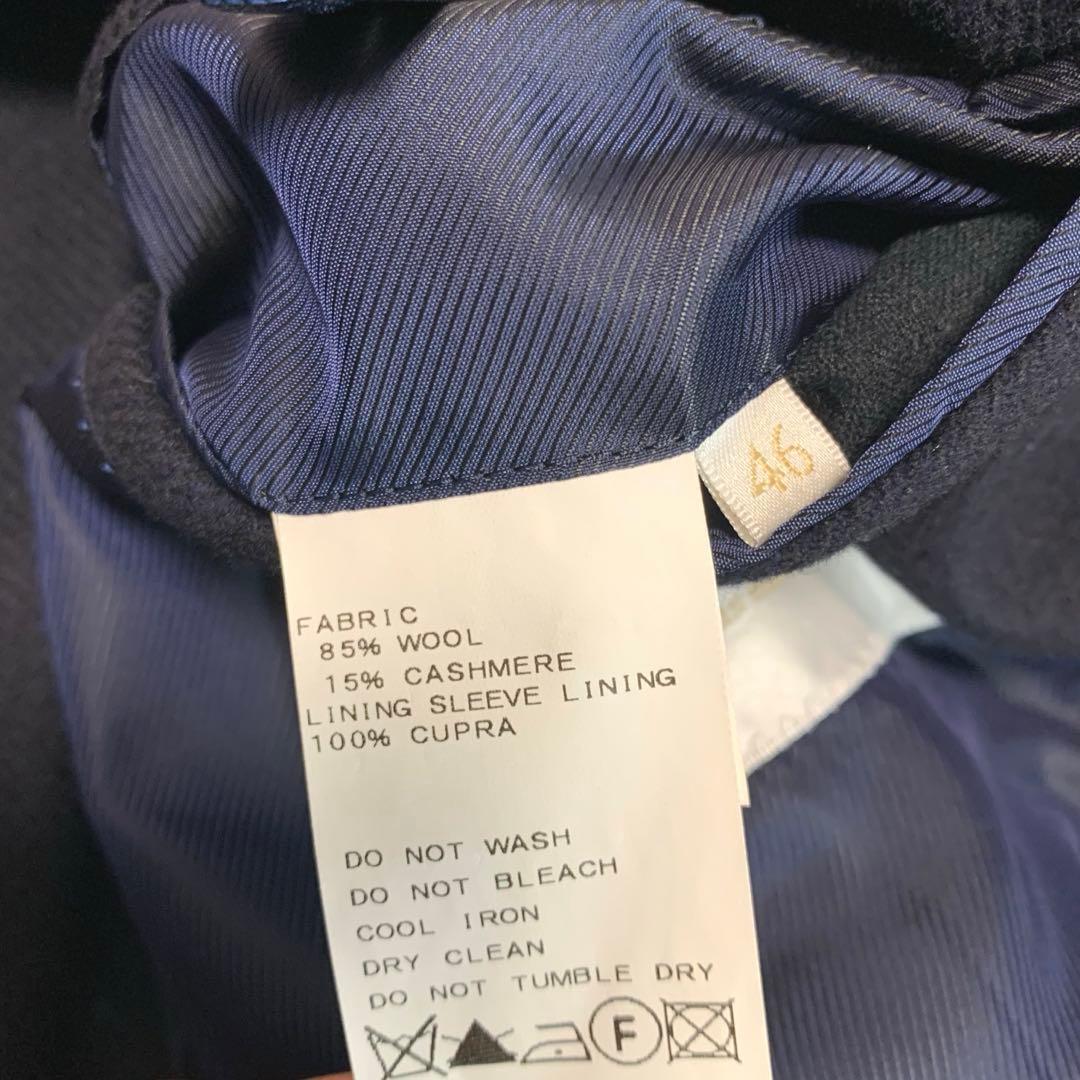 46
FABRIC
85% WOOL
15% CASHMERE
LINING SLEEVE LINING
100% CUPRA
DO NOT WASH
DO NOT BLEACH
COOL IRON
DRY CLEAN
DO NOT TUMBLE DRY
F